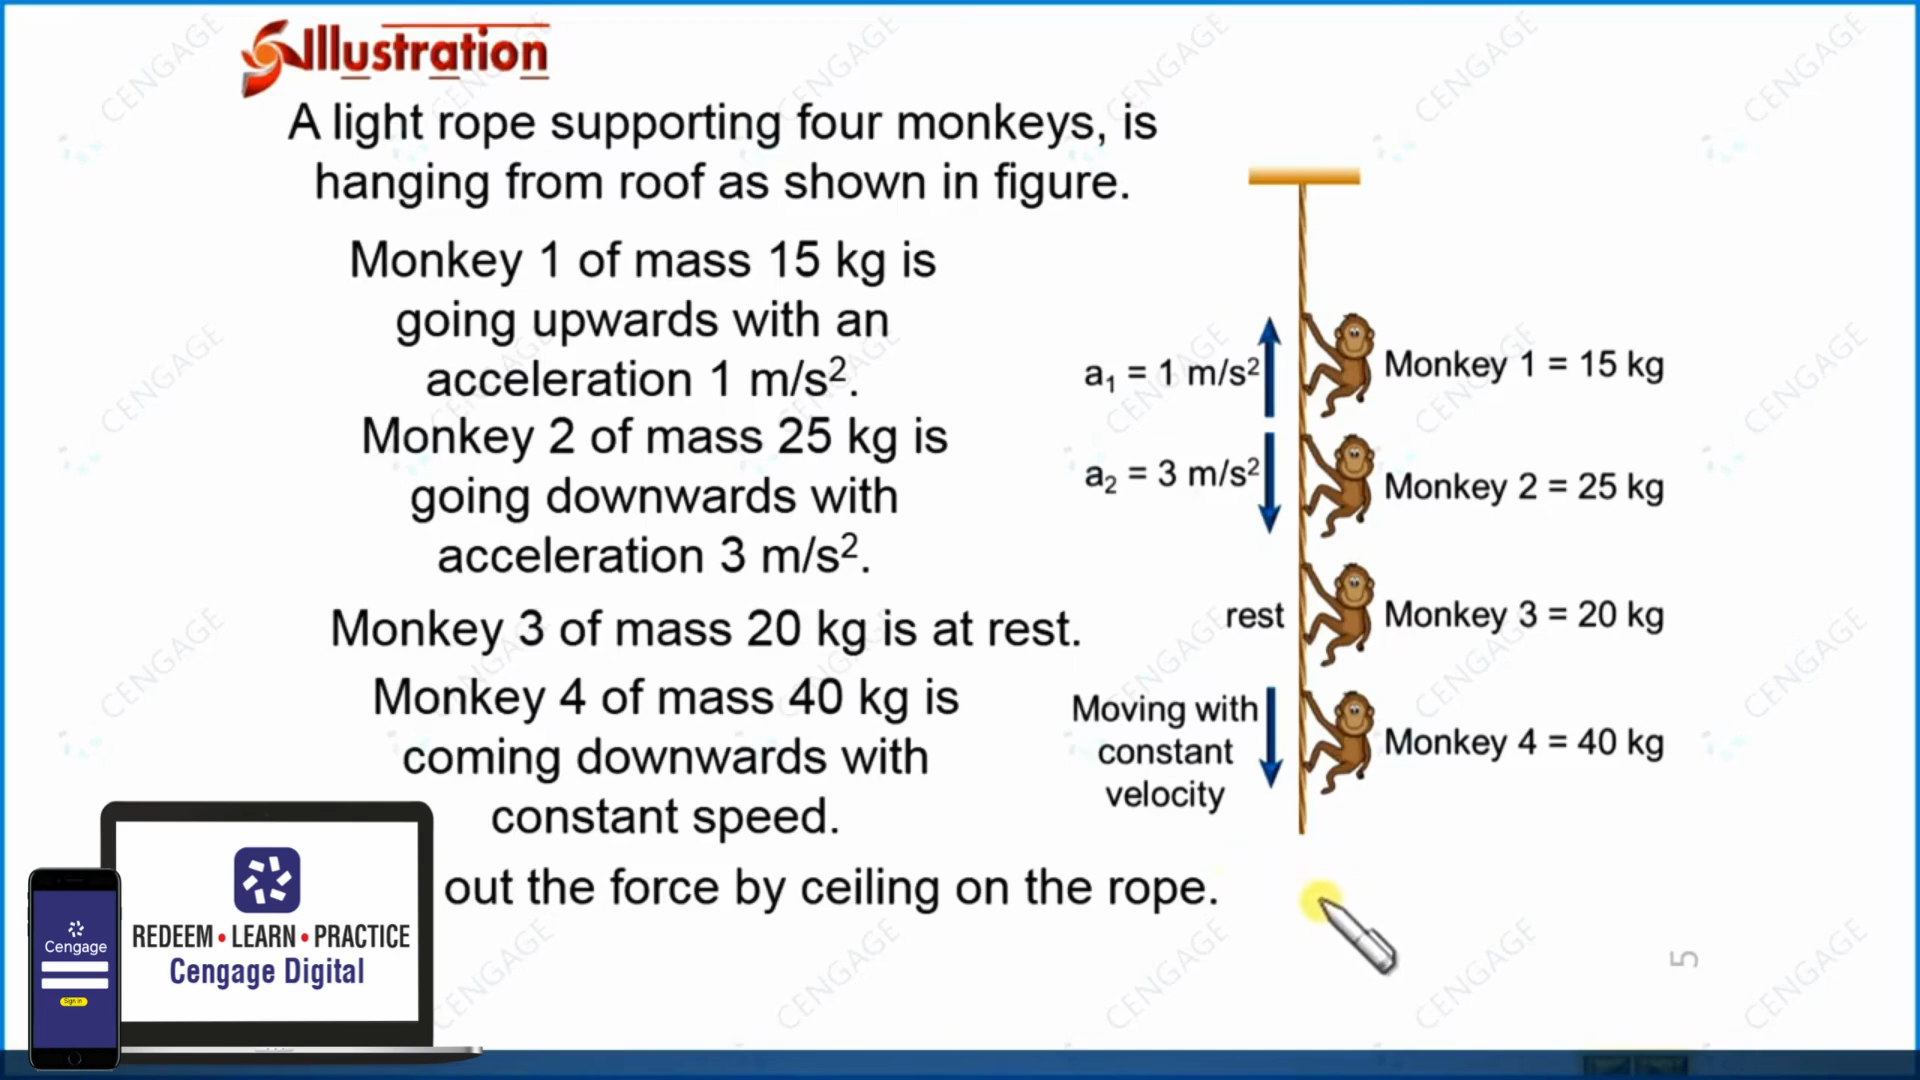 Illustration
A light rope supporting four monkeys, is
hanging from roof as shown in figure.
Monkey 1 of mass 15 kg is
going upwards with an
acceleration 1 m/s².
Monkey 2 of mass 25 kg is
going downwards with
acceleration 3 m/s².
Monkey 3 of mass 20 kg is at rest.
Monkey 4 of mass 40 kg is
coming downwards with
constant speed.
out the force by ceiling on the rope.
a₁ = 1 m/s²
Monkey 1 = 15 kg
a₂ = 3 m/s²
Monkey 2 = 25 kg
rest
Monkey 3 = 20 kg
Moving with
constant
velocity
Monkey 4 = 40 kg
5
Cengage
Sign in
REDEEM • LEARN • PRACTICE
Cengage Digital
CENGAGE